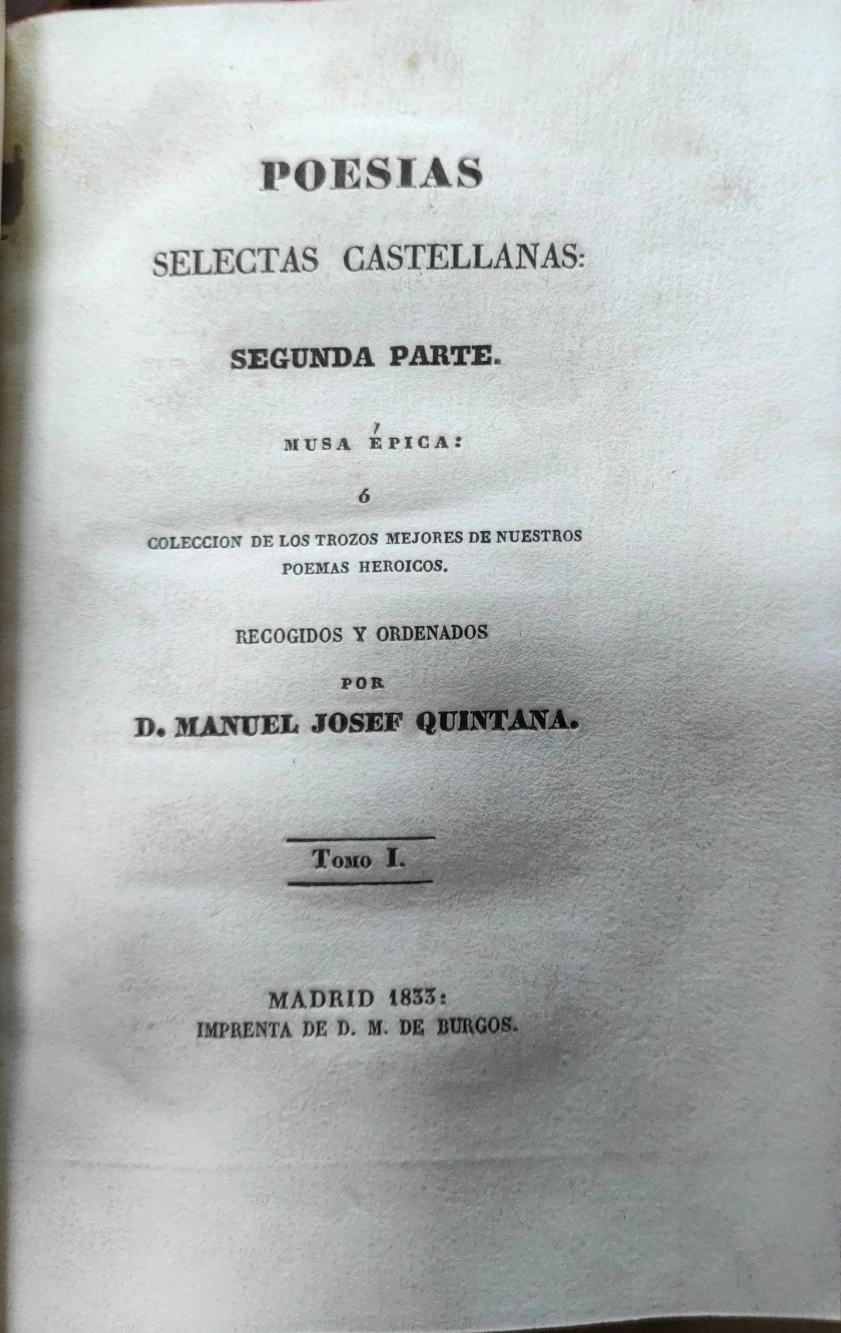 POESIAS
SELECTAS CASTELLANAS:
SEGUNDA PARTE.
MUSA ÉPICA:
ó
COLECCION DE LOS TROZOS MEJORES DE NUESTROS
POEMAS HEROICOS.
RECOGIDOS Y ORDENADOS
POR
D. MANUEL JOSEF QUINTANA.
Tomo I.
MADRID 1833:
IMPRENTA DE D. M. DE BURGOS.